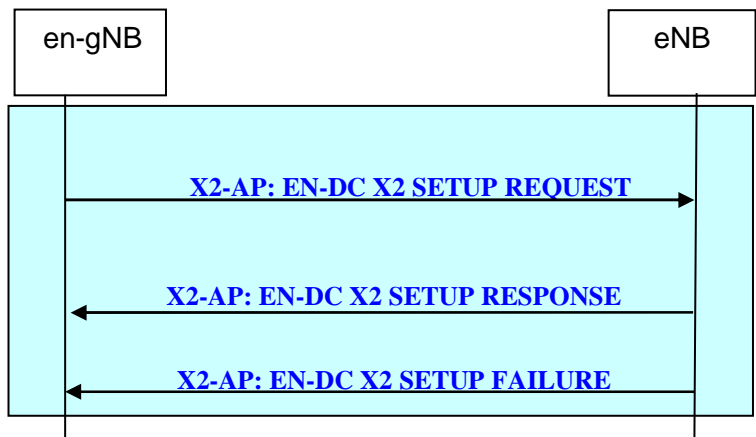 en-gNB
eNB
X2-AP: EN-DC X2 SETUP REQUEST
X2-AP: EN-DC X2 SETUP RESPONSE
X2-AP: EN-DC X2 SETUP FAILURE